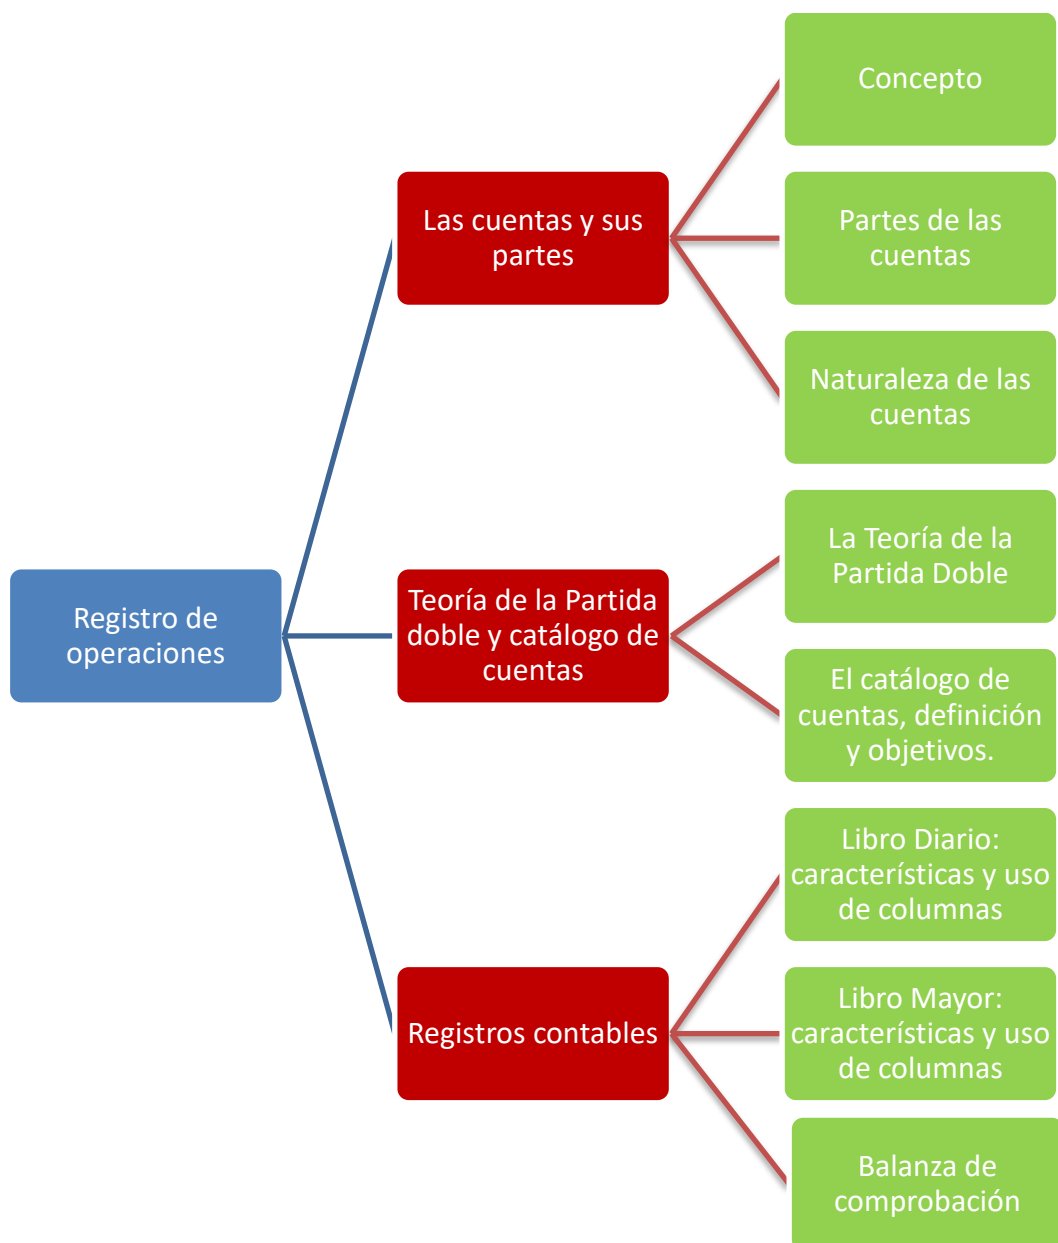 Concepto
Las cuentas y sus
partes
Partes de las
cuentas
Naturaleza de las
cuentas
Registro de
operaciones
Teoría de la Partida
doble y catálogo de
cuentas
La Teoría de la
Partida Doble
El catálogo de
cuentas, definición
y objetivos.
Registros contables
Libro Diario:
características y uso
de columnas
Libro Mayor:
características y uso
de columnas
Balanza de
comprobación